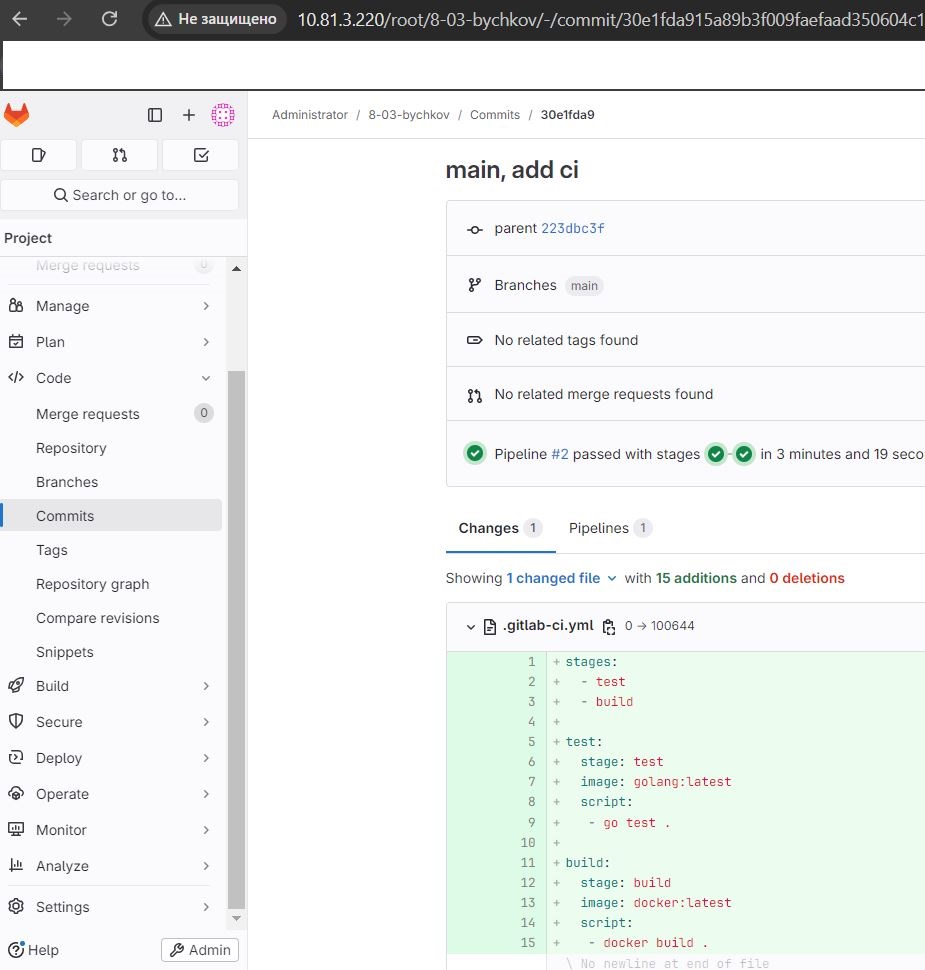 Не защищено 10.81.3.220/root/8-03-bychkov/-/commit/30e1fda915a89b3f009faefaad350604c1
Administrator / 8-03-bychkov / Commits / 30e1fda9
Search or go to...
Project
Merge requests 0
Manage
Plan
Code
Merge requests 0
Repository
Branches
Commits
Tags
Repository graph
Compare revisions
Snippets
Build
Secure
Deploy
Operate
Monitor
Analyze
Settings
Help
Admin
main, add ci
parent 223dbc3f
Branches main
No related tags found
No related merge requests found
Pipeline #2 passed with stages in 3 minutes and 19 seco
Changes 1 Pipelines 1
Showing 1 changed file with 15 additions and 0 deletions
.gitlab-ci.yml 0 → 100644
1 + stages:
2 + - test
3 + - build
4 +
5 + test:
6 + stage: test
7 + image: golang:latest
8 + script:
9 + - go test .
10 +
11 + build:
12 + stage: build
13 + image: docker:latest
14 + script:
15 + - docker build .
\ No newline at end of file